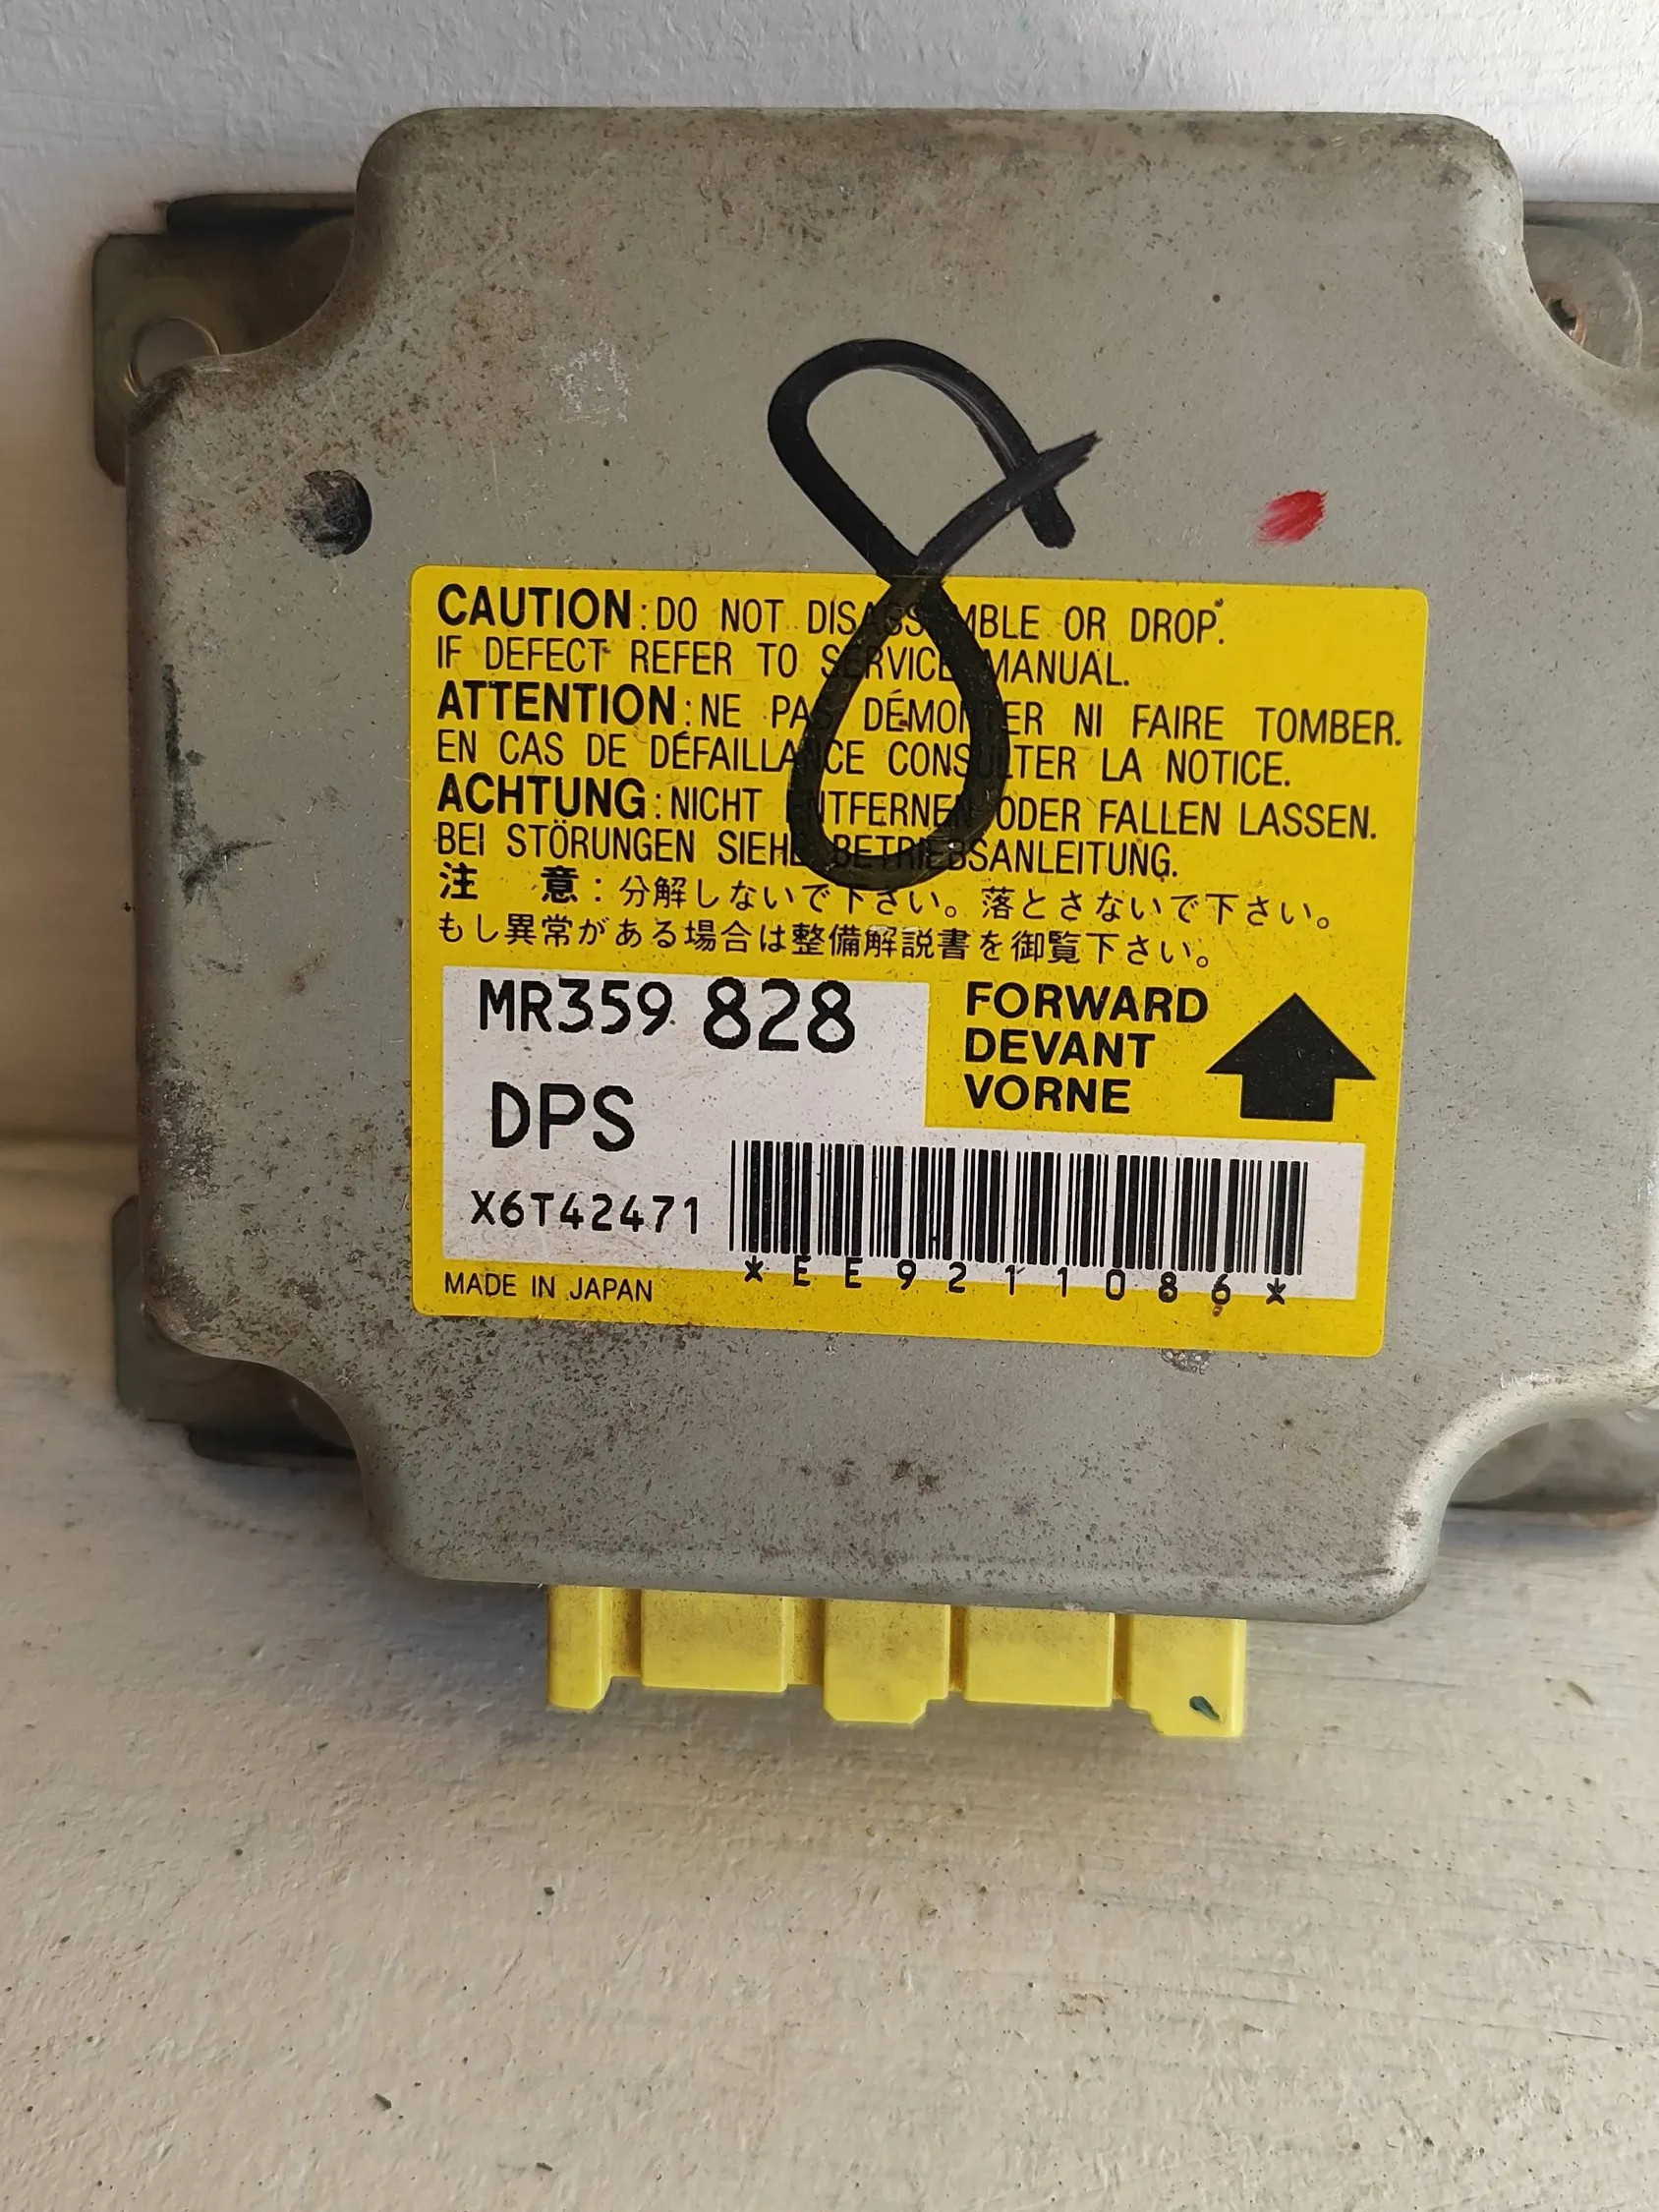 8
CAUTION:DO NOT DISASSEMBLE OR DROP.
IF DEFECT REFER TO SERVICE MANUAL.
ATTENTION:NE PAS DÉMONTER NI FAIRE TOMBER.
EN CAS DE DÉFAILLANCE CONSULTER LA NOTICE.
ACHTUNG:NICHT ENTFERNEN ODER FALLEN LASSEN.
BEI STÖRUNGEN SIEHE BETRIEBSANLEITUNG.
注 意:分解しないで下さい。落とさないで下さい。
もし異常がある場合は整備解説書を御覧下さい。
MR359 828
FORWARD
DEVANT
VORNE
DPS
X6T42471
*EE9211086*
MADE IN JAPAN